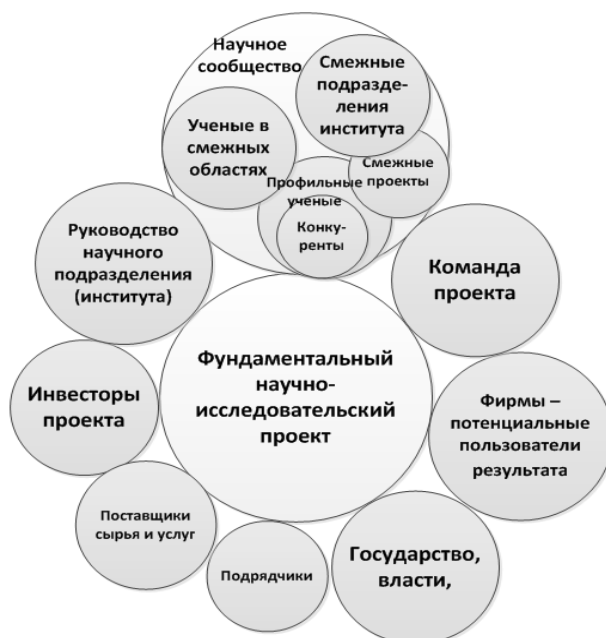 Научное
сообщество
Смежные
подразде-
ления
института
Ученые в
смежных
областях
Смежные
проекты
Профильные
ученые
Конку-
ренты
Руководство
научного
подразделения
(института)
Команда
проекта
Фундаментальный
научно-
исследовательский
проект
Инвесторы
проекта
Фирмы –
потенциальные
пользователи
результата
Поставщики
сырья и услуг
Подрядчики
Государство,
власти,